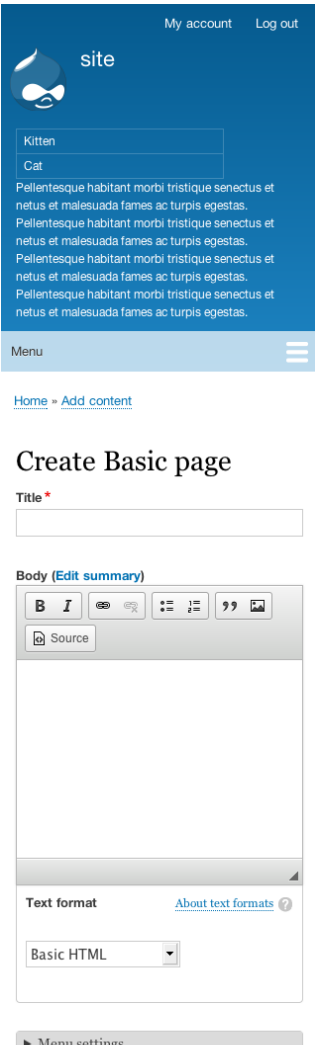 My account Log out
site
Kitten
Cat
Pellentesque habitant morbi tristique senectus et
netus et malesuada fames ac turpis egestas.
Pellentesque habitant morbi tristique senectus et
netus et malesuada fames ac turpis egestas.
Pellentesque habitant morbi tristique senectus et
netus et malesuada fames ac turpis egestas.
Pellentesque habitant morbi tristique senectus et
netus et malesuada fames ac turpis egestas.
Menu
Home » Add content
Create Basic page
Title *
Body (Edit summary)
B I
Source
Text format About text formats ?
Basic HTML
Menu settings